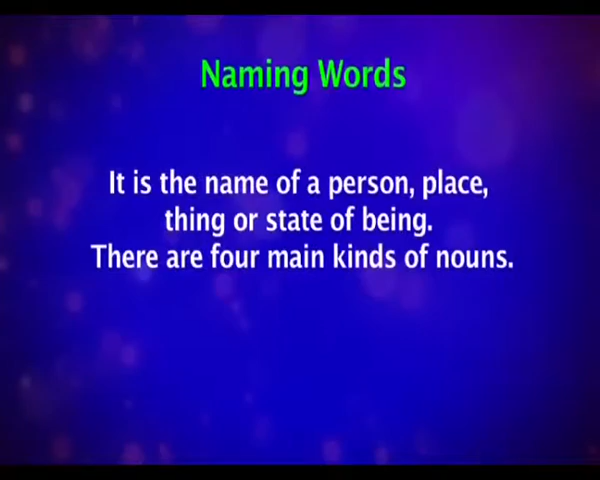 Naming Words
It is the name of a person, place,
thing or state of being.
There are four main kinds of nouns.